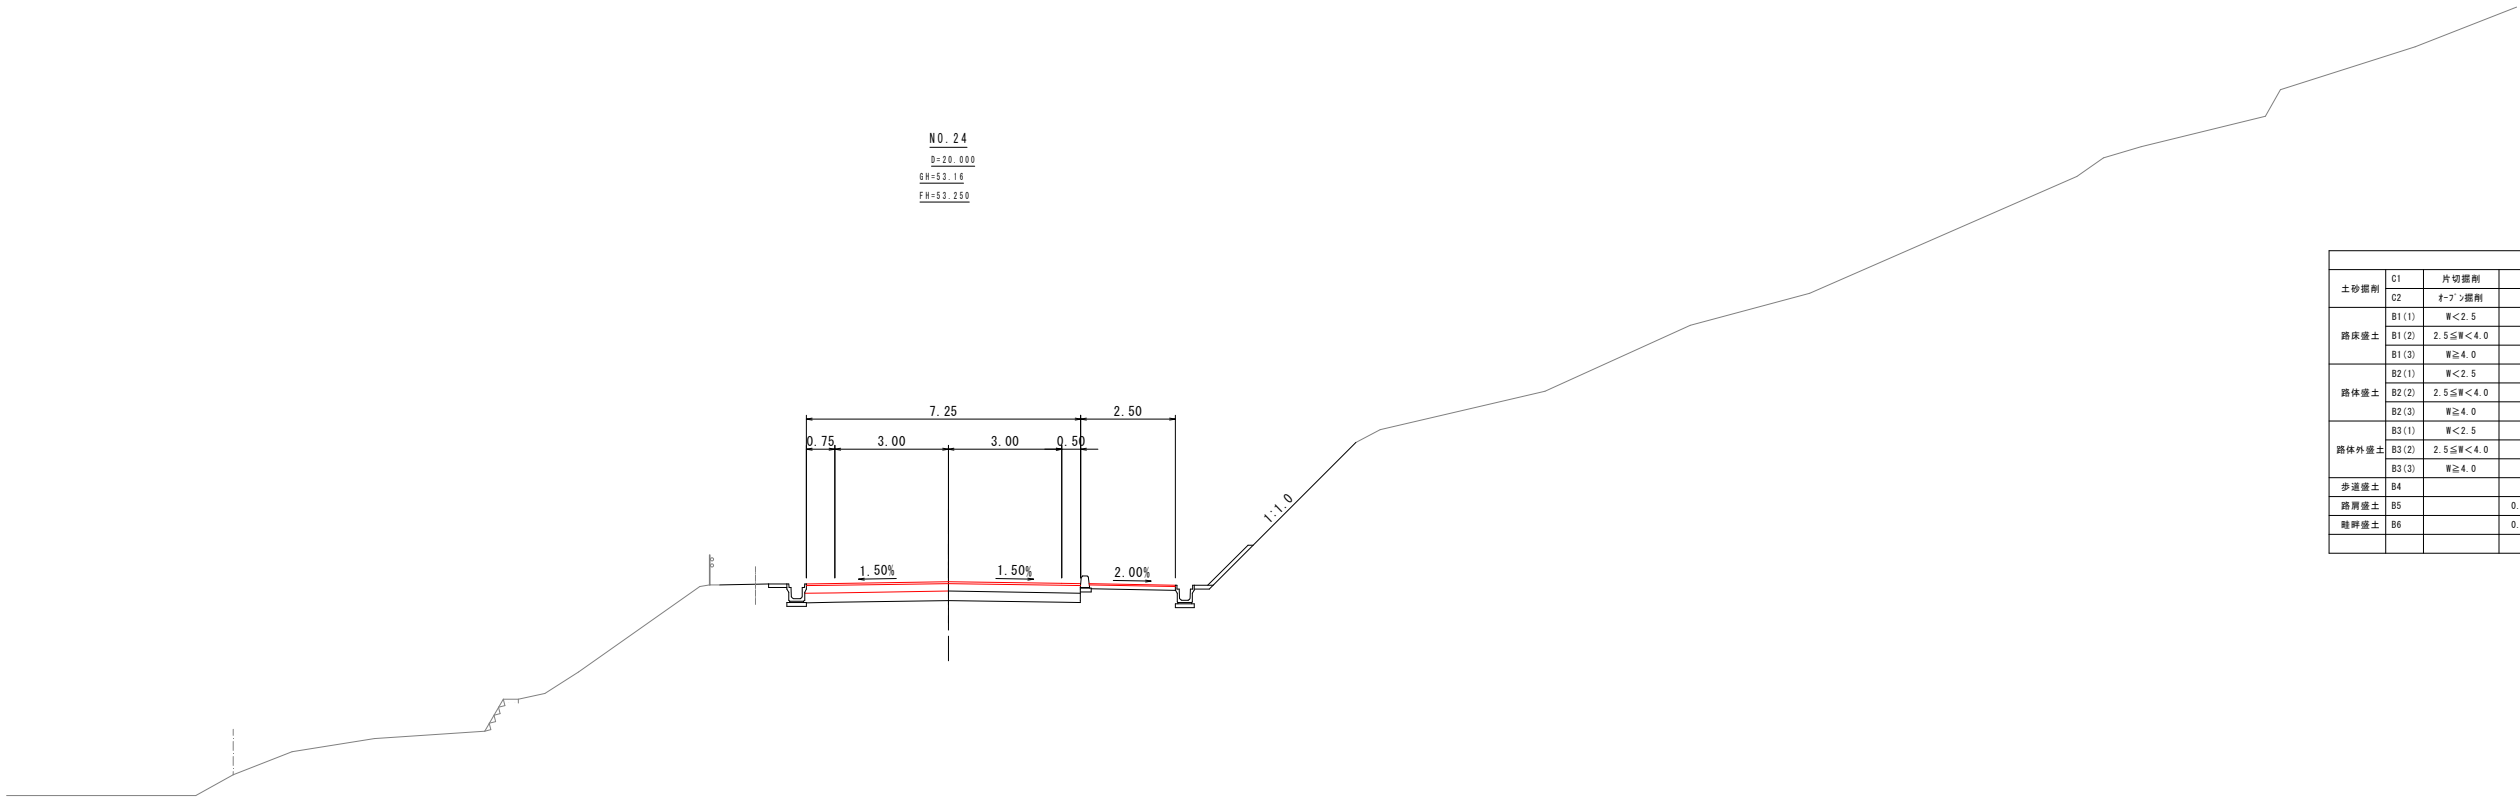 NO.24
D=20.000
GH=53.16
FH=53.250
7.25 2.50
0.75 3.00 3.00 0.50
1:1.0
1.50% 1.50% 2.00%
土砂掘削 C1 片切掘削
C2 オープン掘削
路床盛土 B1(1) W<2.5
B1(2) 2.5≦W<4.0
B1(3) W≧4.0
路体盛土 B2(1) W<2.5
B2(2) 2.5≦W<4.0
B2(3) W≧4.0
路体外盛土 B3(1) W<2.5
B3(2) 2.5≦W<4.0
B3(3) W≧4.0
歩道盛土 B4
路肩盛土 B5 0.
畦畔盛土 B6 0.